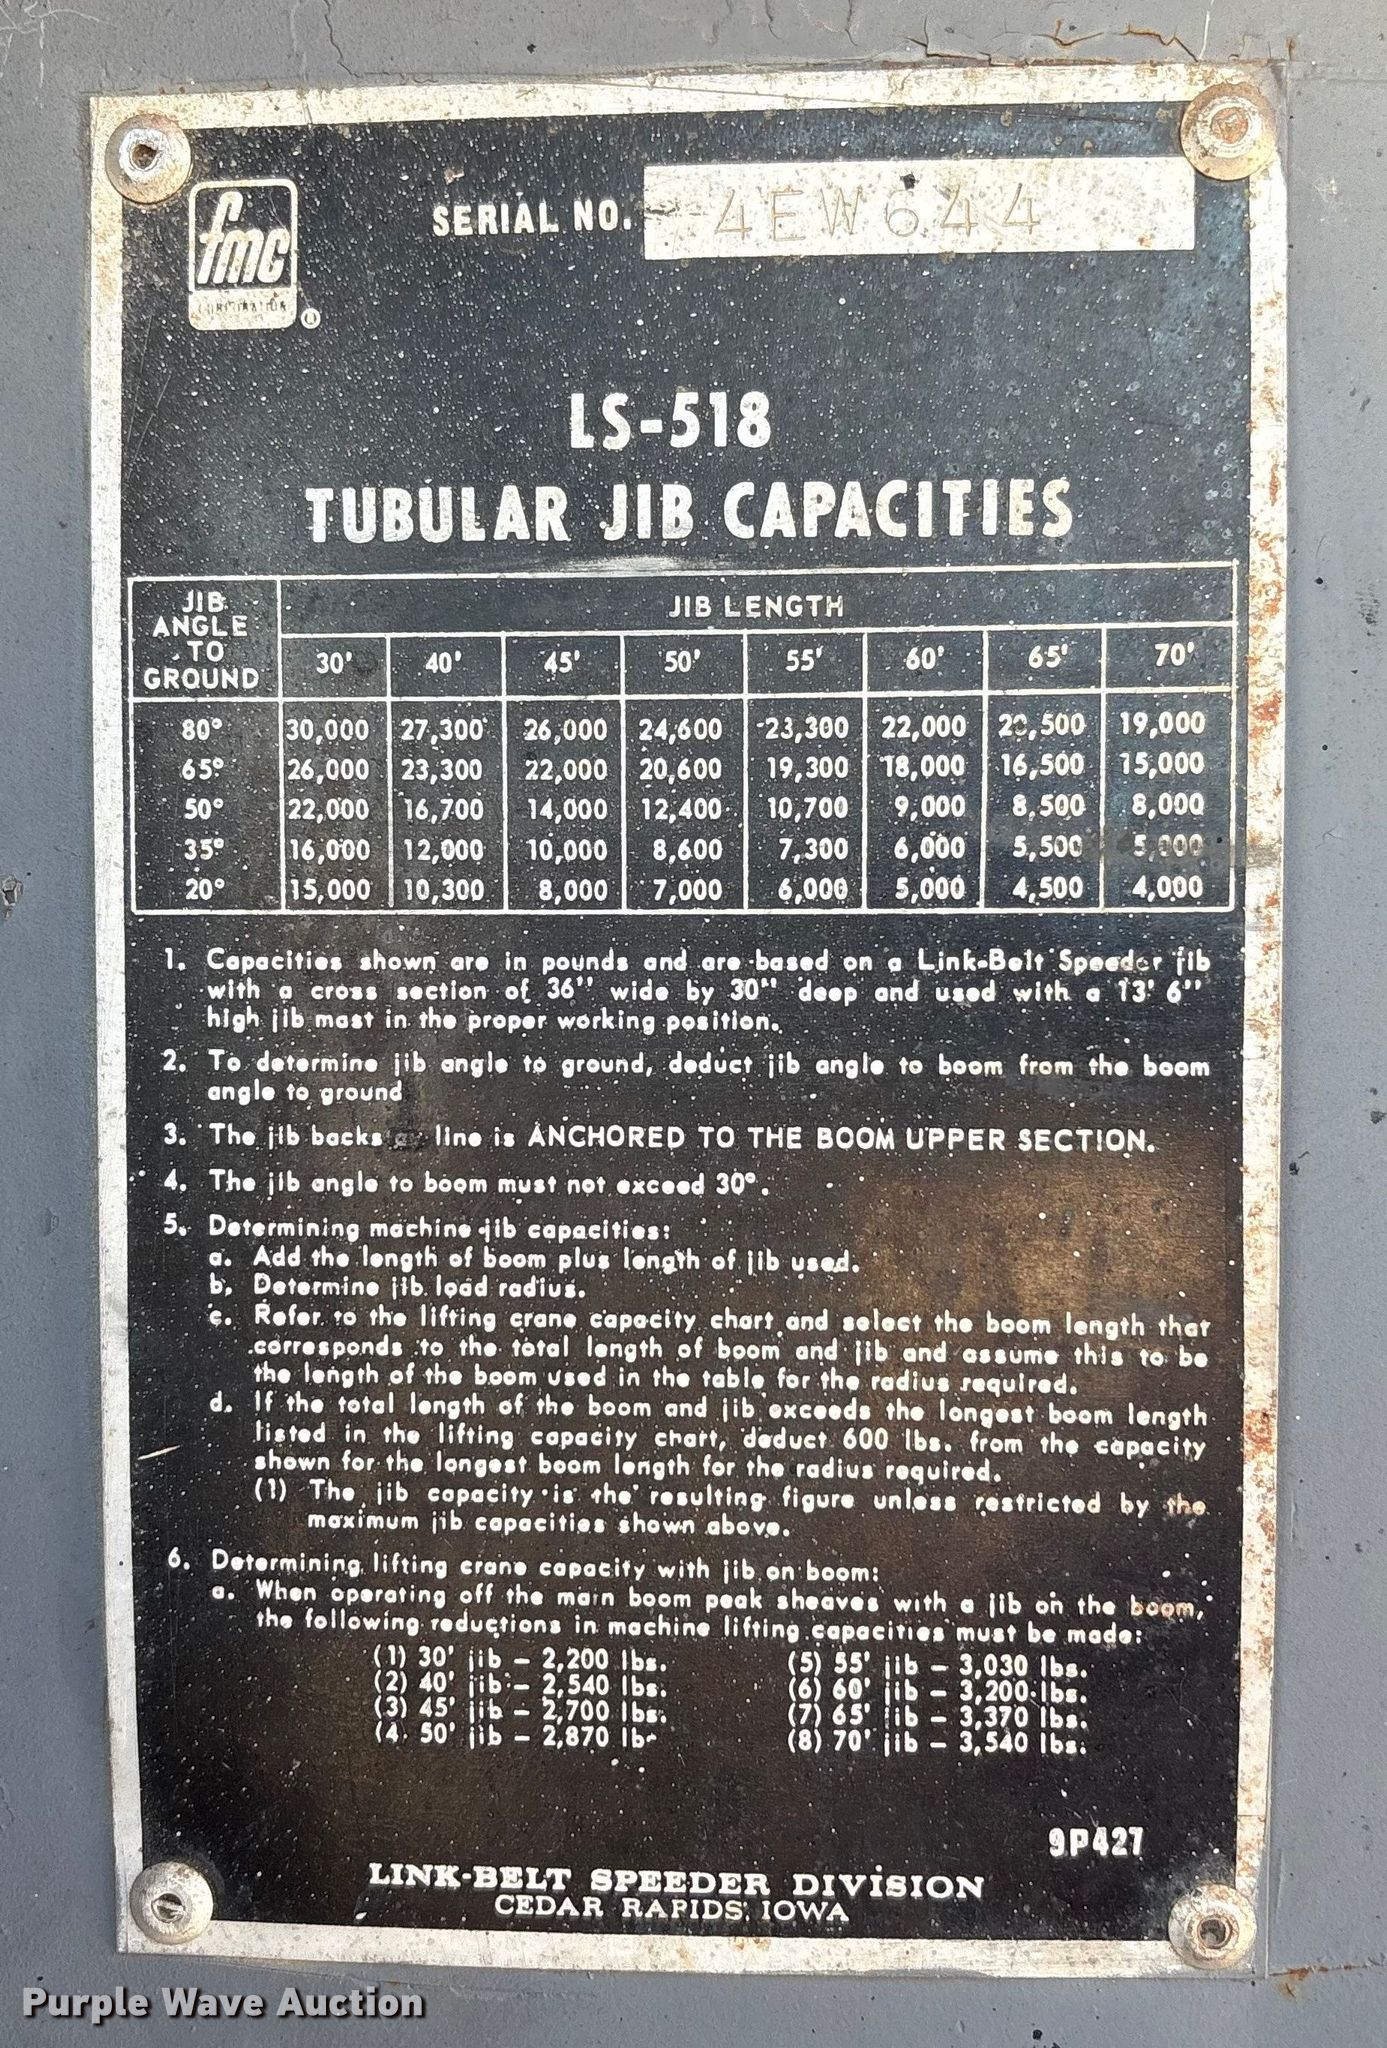 fmc
CORPORATION
®
SERIAL NO. 4EW644
LS-518
TUBULAR JIB CAPACITIES
JIB ANGLE TO GROUND JIB LENGTH
30' 40' 45' 50' 55' 60' 65' 70'
80° 30,000 27,300 26,000 24,600 23,300 22,000 20,500 19,000
65° 26,000 23,300 22,000 20,600 19,300 18,000 16,500 15,000
50° 22,000 16,700 14,000 12,400 10,700 9,000 8,500 8,000
35° 16,000 12,000 10,000 8,600 7,300 6,000 5,500 5,000
20° 15,000 10,300 8,000 7,000 6,000 5,000 4,500 4,000
1. Capacities shown are in pounds and are based on a Link-Belt Speeder jib
with a cross section of 36" wide by 30" deep and used with a 13' 6"
high jib mast in the proper working position.
2. To determine jib angle to ground, deduct jib angle to boom from the boom
angle to ground
3. The jib backstay line is ANCHORED TO THE BOOM UPPER SECTION.
4. The jib angle to boom must not exceed 30°.
5. Determining machine jib capacities:
a. Add the length of boom plus length of jib used.
b. Determine jib load radius.
c. Refer to the lifting crane capacity chart and select the boom length that
corresponds to the total length of boom and jib and assume this to be
the length of the boom used in the table for the radius required.
d. If the total length of the boom and jib exceeds the longest boom length
listed in the lifting capacity chart, deduct 600 lbs. from the capacity
shown for the longest boom length for the radius required.
(1) The jib capacity is the resulting figure unless restricted by the
maximum jib capacities shown above.
6. Determining lifting crane capacity with jib on boom:
a. When operating off the main boom peak sheaves with a jib on the boom,
the following reductions in machine lifting capacities must be made:
(1) 30' jib – 2,200 lbs. (5) 55' jib – 3,030 lbs.
(2) 40' jib – 2,540 lbs. (6) 60' jib – 3,200 lbs.
(3) 45' jib – 2,700 lbs. (7) 65' jib – 3,370 lbs.
(4) 50' jib – 2,870 lbs. (8) 70' jib – 3,540 lbs.
9P427
LINK-BELT SPEEDER DIVISION
CEDAR RAPIDS, IOWA
Purple Wave Auction